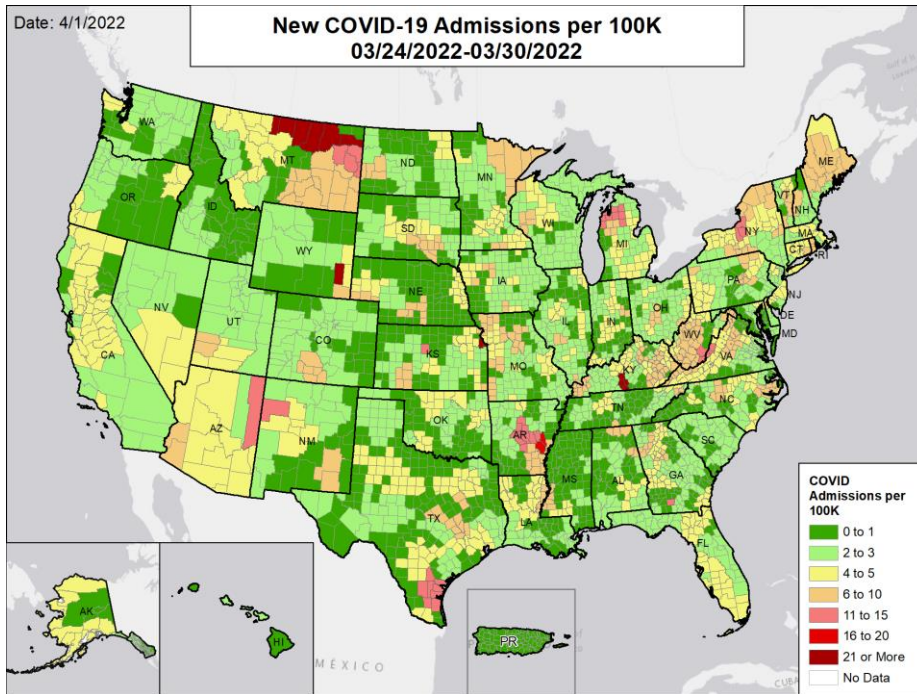 Date: 4/1/2022
New COVID-19 Admissions per 100K
03/24/2022-03/30/2022
WA
MT
ND
MN
ME
OR
ID
WY
SD
WI
MI
VT
NH
NY
MA
CT
RI
NV
UT
CO
NE
IA
IL
IN
OH
PA
NJ
DE
MD
CA
KS
MO
KY
WV
VA
AZ
NM
OK
AR
TN
NC
SC
TX
LA
MS
AL
GA
FL
AK
HI
PR
MÉXICO
CUBA
COVID
Admissions per
100K
0 to 1
2 to 3
4 to 5
6 to 10
11 to 15
16 to 20
21 or More
No Data